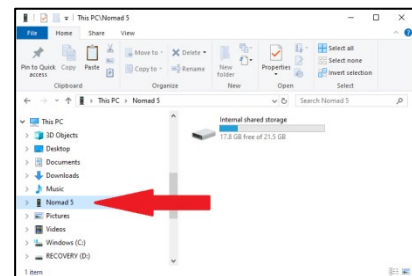 This PC\Nomad 5
File Home Share View
Pin to Quick access
Copy
Paste
Move to
Copy to
Delete
Rename
New folder
Properties
Select all
Select none
Invert selection
Clipboard Organize New Open Select
This PC > Nomad 5
Search Nomad 5
This PC
3D Objects
Desktop
Documents
Downloads
Music
Nomad 5
Pictures
Videos
Windows (C:)
RECOVERY (D:)
Internal shared storage
17.8 GB free of 21.5 GB
1 item